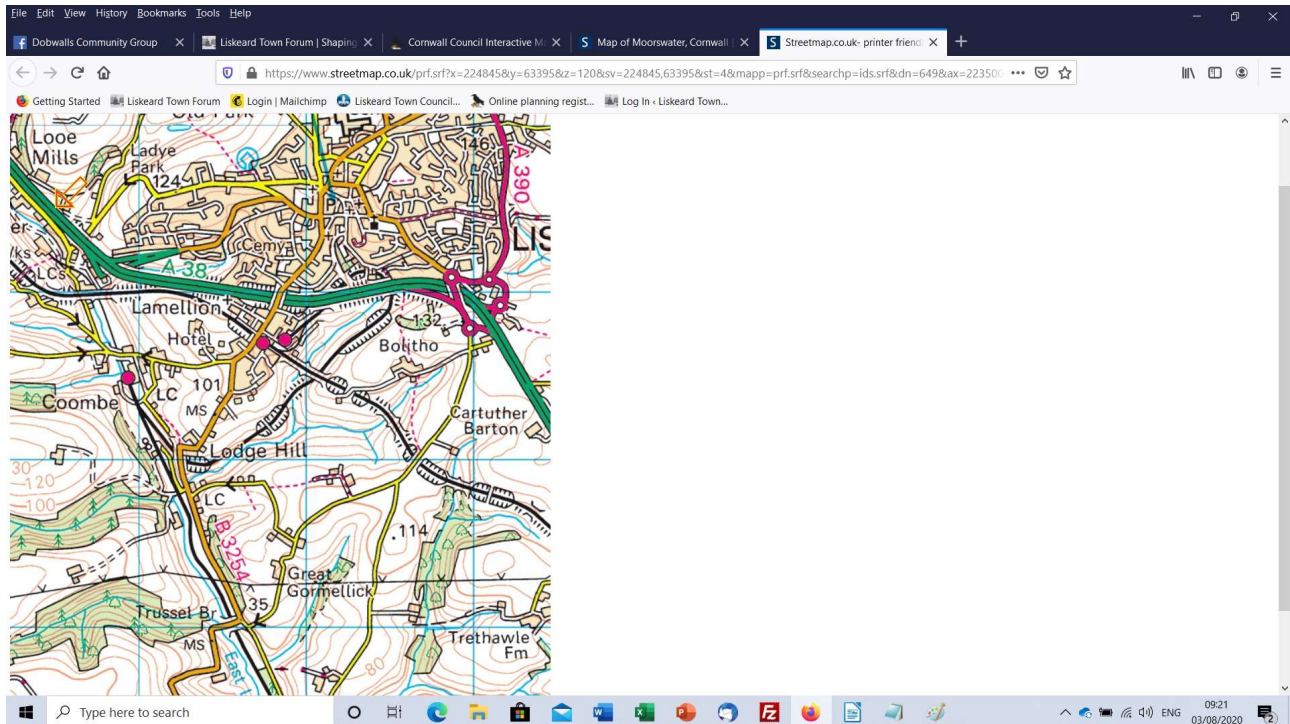 File Edit View History Bookmarks Tools Help
Dobwalls Community Group
Liskeard Town Forum | Shaping
Cornwall Council Interactive M
Map of Moorswater, Cornwall
Streetmap.co.uk- printer friend
https://www.streetmap.co.uk/prf.srf?x=224845&y=63395&z=120&sv=224845,63395&st=4&mapp=prf.srf&searchp=ids.srf&dn=649&ax=223500
Getting Started Liskeard Town Forum Login | Mailchimp Liskeard Town Council... Online planning regist... Log In ‹ Liskeard Town...
Old Park
Looe
Mills
Ladye
Park
124
146
A 390
LIS
Cemy
LCs
A 38
Lamellion
132
Hotel
Bolitho
101
LC
Coombe
MS
Cartuther
Barton
Lodge Hill
30
120
100
LC
B 3254
114
Great
Gormellick
35
Trussel Br
MS
Trethawle
Fm
East
80
Type here to search
ENG
09:21
03/08/2020
2